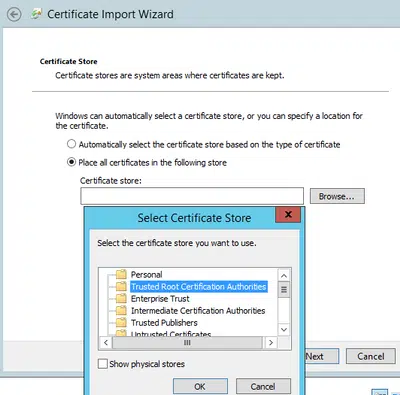 Certificate Import Wizard
Certificate Store
Certificate stores are system areas where certificates are kept.
Windows can automatically select a certificate store, or you can specify a location for
the certificate.
Automatically select the certificate store based on the type of certificate
Place all certificates in the following store
Certificate store:
Browse...
Select Certificate Store
x
Select the certificate store you want to use.
Personal
Trusted Root Certification Authorities
Enterprise Trust
Intermediate Certification Authorities
Trusted Publishers
Untrusted Certificates
Show physical stores
Next
Cancel
OK
Cancel